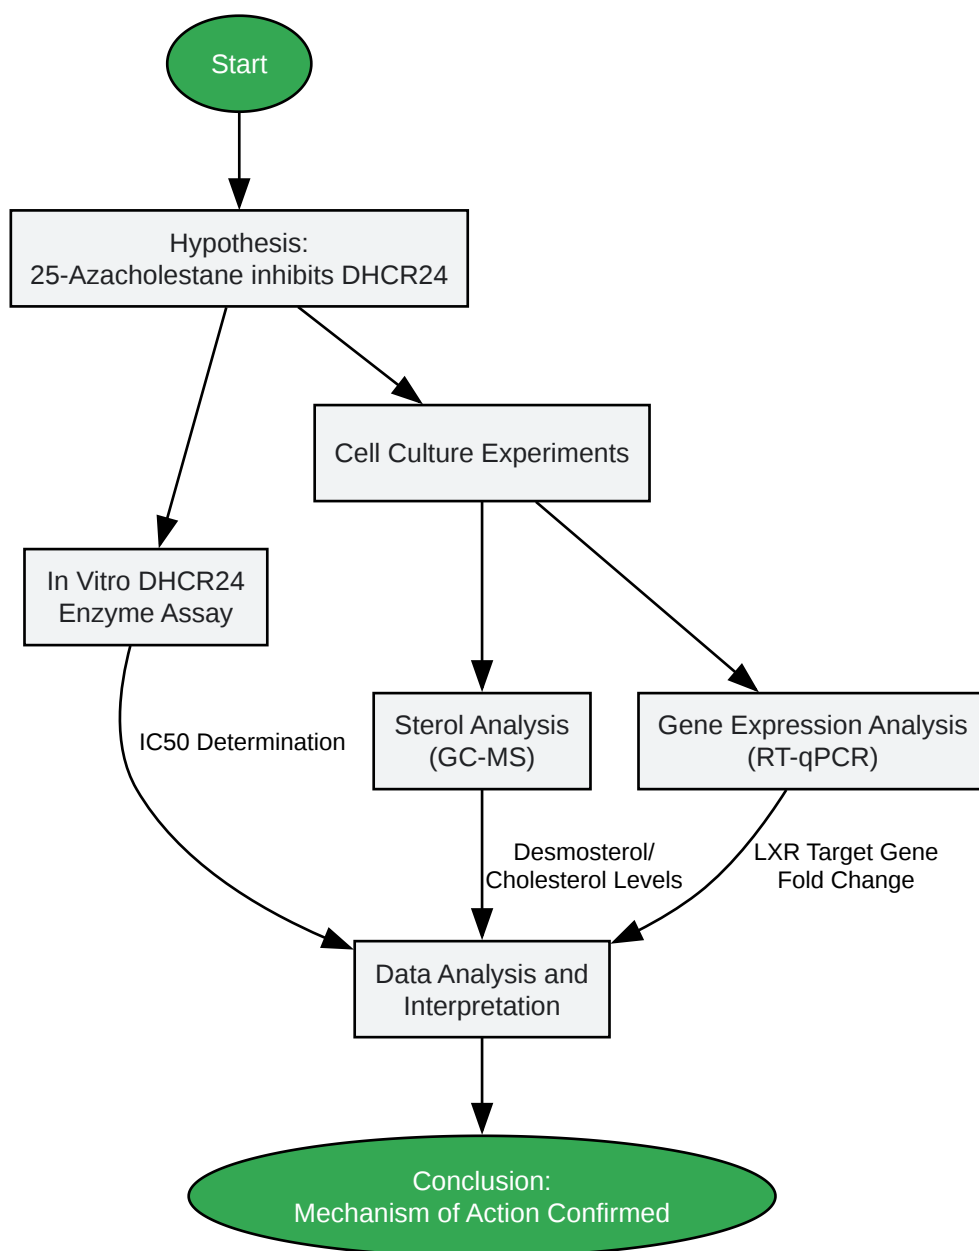 Start
Hypothesis:
25-Azacholestane inhibits DHCR24
Cell Culture Experiments
In Vitro DHCR24
Enzyme Assay
IC50 Determination
Sterol Analysis
(GC-MS)
Gene Expression Analysis
(RT-qPCR)
Desmosterol/
Cholesterol Levels
LXR Target Gene
Fold Change
Data Analysis and
Interpretation
Conclusion:
Mechanism of Action Confirmed